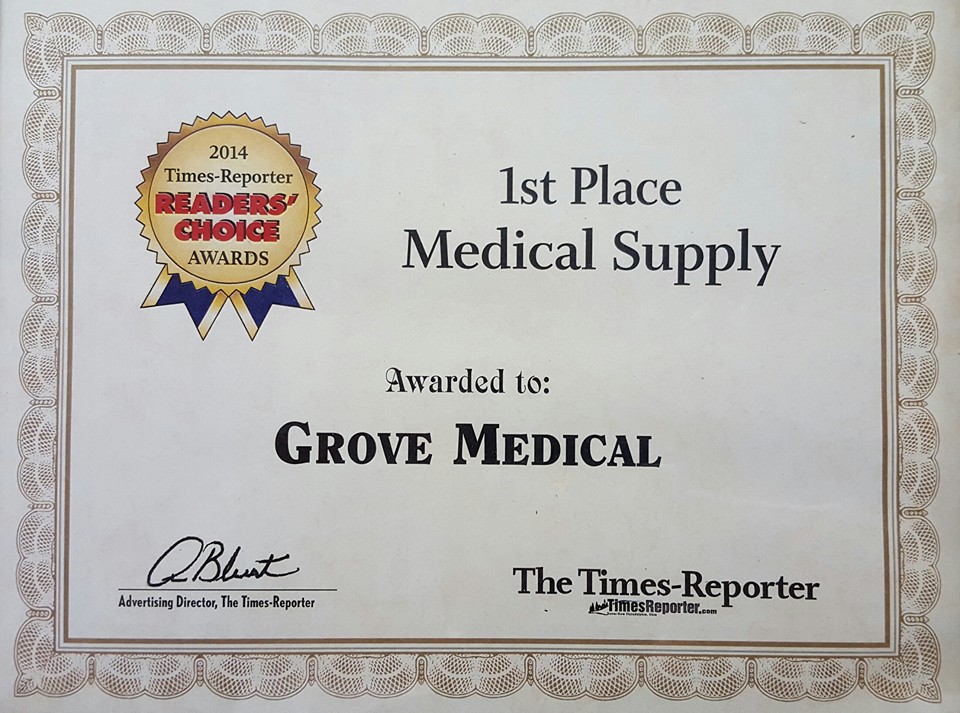 2014
Times-Reporter
READERS'
CHOICE
AWARDS
1st Place
Medical Supply
Awarded to:
GROVE MEDICAL
Advertising Director, The Times-Reporter
The Times-Reporter
TimesReporter.com